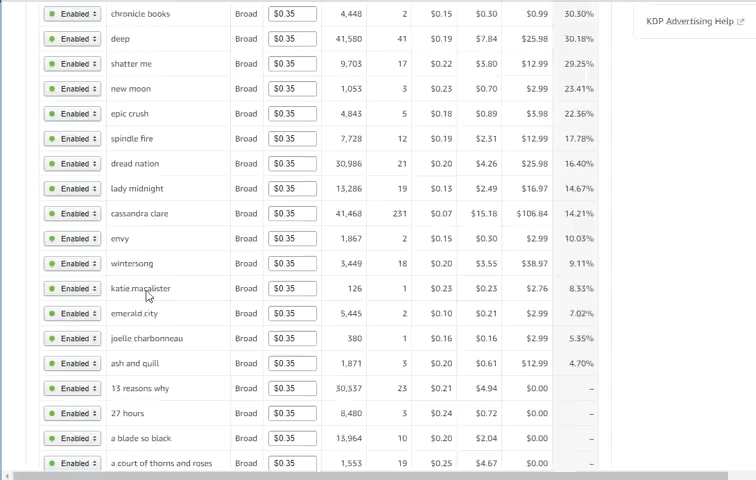 KDP Advertising Help
Enabled chronicle books Broad $0.35 4,448 2 $0.15 $0.30 $0.99 30.30%
Enabled deep Broad $0.35 41,580 41 $0.19 $7.84 $25.98 30.18%
Enabled shatter me Broad $0.35 9,703 17 $0.22 $3.80 $12.99 29.25%
Enabled new moon Broad $0.35 1,053 3 $0.23 $0.70 $2.99 23.41%
Enabled epic crush Broad $0.35 4,843 5 $0.18 $0.89 $3.98 22.36%
Enabled spindle fire Broad $0.35 7,728 12 $0.19 $2.31 $12.99 17.78%
Enabled dread nation Broad $0.35 30,986 21 $0.20 $4.26 $25.98 16.40%
Enabled lady midnight Broad $0.35 13,286 19 $0.13 $2.49 $16.97 14.67%
Enabled cassandra clare Broad $0.35 41,468 231 $0.07 $15.18 $106.84 14.21%
Enabled envy Broad $0.35 1,867 2 $0.15 $0.30 $2.99 10.03%
Enabled wintersong Broad $0.35 3,449 18 $0.20 $3.55 $38.97 9.11%
Enabled katie macalister Broad $0.35 126 1 $0.23 $0.23 $2.76 8.33%
Enabled emerald city Broad $0.35 5,445 2 $0.10 $0.21 $2.99 7.02%
Enabled joelle charbonneau Broad $0.35 380 1 $0.16 $0.16 $2.99 5.35%
Enabled ash and quill Broad $0.35 1,871 3 $0.20 $0.61 $12.99 4.70%
Enabled 13 reasons why Broad $0.35 30,337 23 $0.21 $4.94 $0.00 –
Enabled 27 hours Broad $0.35 8,480 3 $0.24 $0.72 $0.00 –
Enabled a blade so black Broad $0.35 13,964 10 $0.20 $2.04 $0.00 –
Enabled a court of thorns and roses Broad $0.35 1,553 19 $0.25 $4.67 $0.00 –